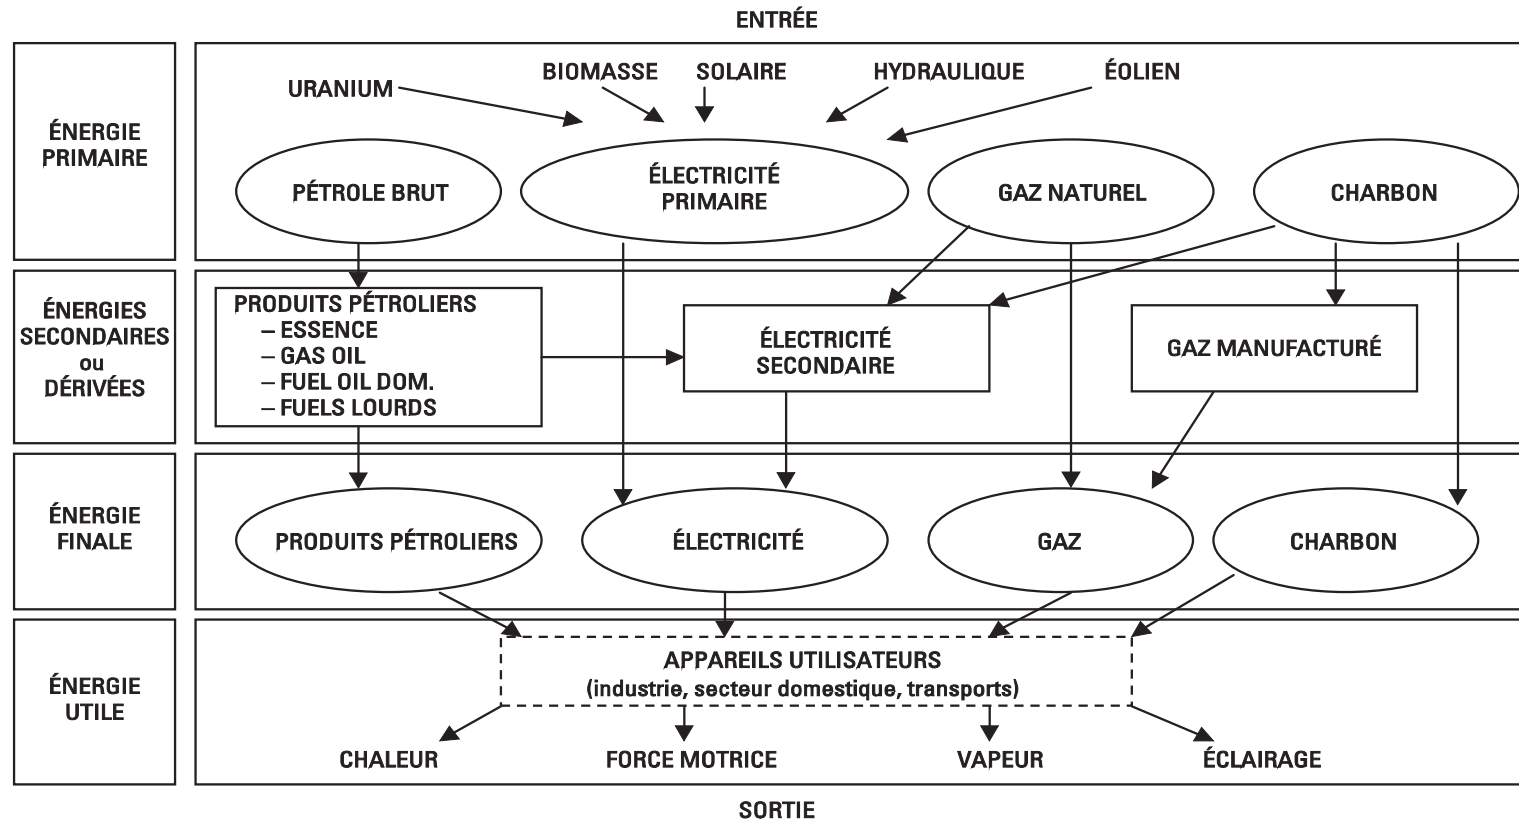 ENTRÉE
ÉNERGIE
PRIMAIRE
URANIUM
BIOMASSE
SOLAIRE
HYDRAULIQUE
ÉOLIEN
PÉTROLE BRUT
ÉLECTRICITÉ
PRIMAIRE
GAZ NATUREL
CHARBON
ÉNERGIES
SECONDAIRES
ou
DÉRIVÉES
PRODUITS PÉTROLIERS
– ESSENCE
– GAS OIL
– FUEL OIL DOM.
– FUELS LOURDS
ÉLECTRICITÉ
SECONDAIRE
GAZ MANUFACTURÉ
ÉNERGIE
FINALE
PRODUITS PÉTROLIERS
ÉLECTRICITÉ
GAZ
CHARBON
ÉNERGIE
UTILE
APPAREILS UTILISATEURS
(industrie, secteur domestique, transports)
CHALEUR
FORCE MOTRICE
VAPEUR
ÉCLAIRAGE
SORTIE